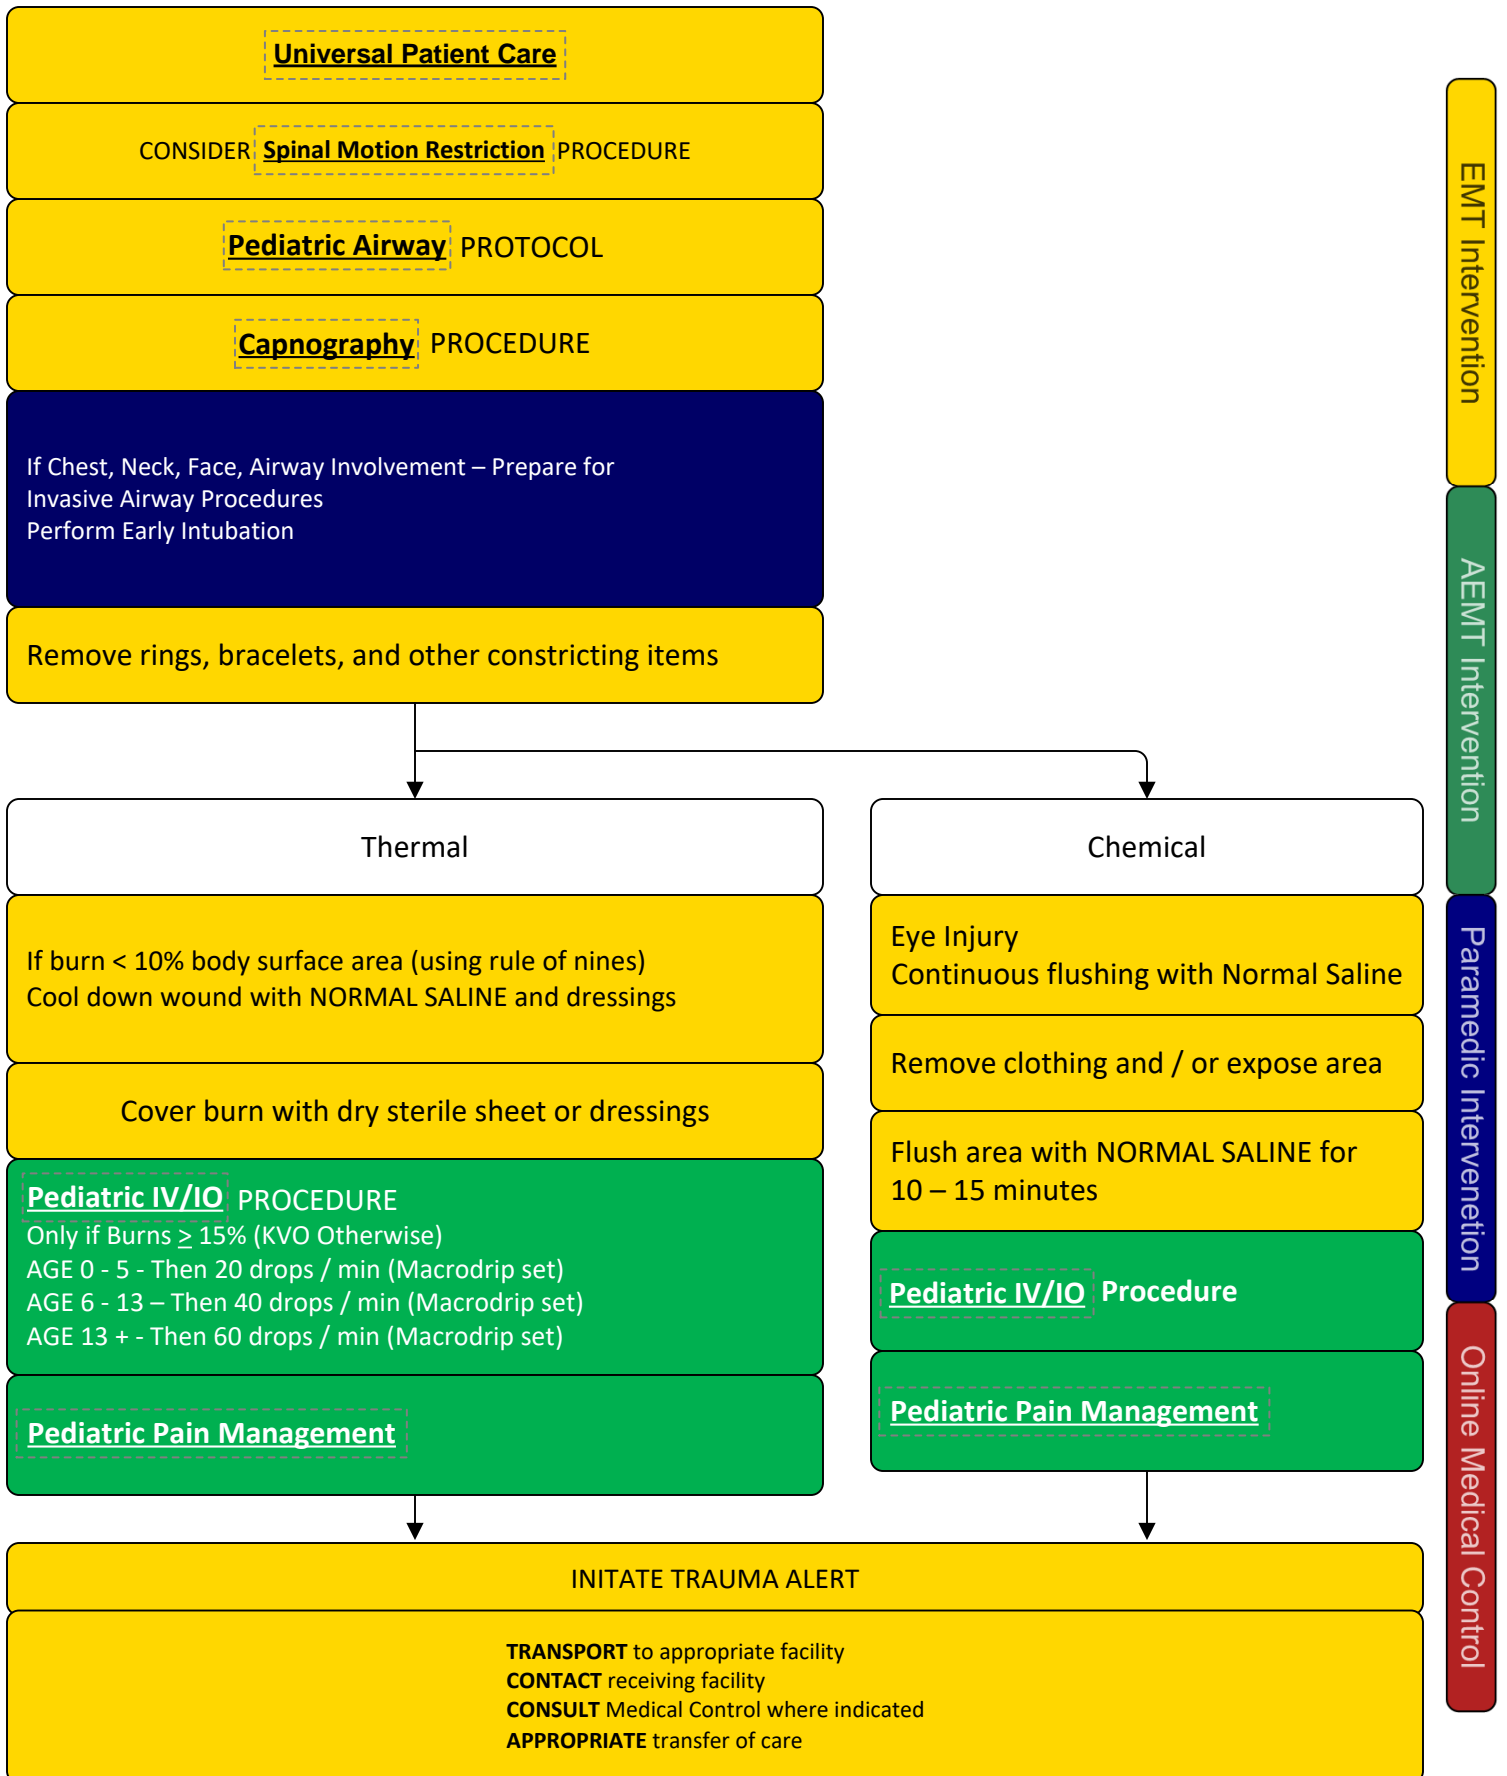 Universal Patient Care
CONSIDER Spinal Motion Restriction PROCEDURE
Pediatric Airway PROTOCOL
Capnography PROCEDURE
If Chest, Neck, Face, Airway Involvement – Prepare for
Invasive Airway Procedures
Perform Early Intubation
Remove rings, bracelets, and other constricting items
Thermal
If burn < 10% body surface area (using rule of nines)
Cool down wound with NORMAL SALINE and dressings
Cover burn with dry sterile sheet or dressings
Pediatric IV/IO PROCEDURE
Only if Burns ≥ 15% (KVO Otherwise)
AGE 0 - 5 - Then 20 drops / min (Macrodrip set)
AGE 6 - 13 – Then 40 drops / min (Macrodrip set)
AGE 13 + - Then 60 drops / min (Macrodrip set)
Pediatric Pain Management
Chemical
Eye Injury
Continuous flushing with Normal Saline
Remove clothing and / or expose area
Flush area with NORMAL SALINE for
10 – 15 minutes
Pediatric IV/IO Procedure
Pediatric Pain Management
INITATE TRAUMA ALERT
TRANSPORT to appropriate facility
CONTACT receiving facility
CONSULT Medical Control where indicated
APPROPRIATE transfer of care
EMT Intervention
AEMT Intervention
Paramedic Intervenetion
Online Medical Control